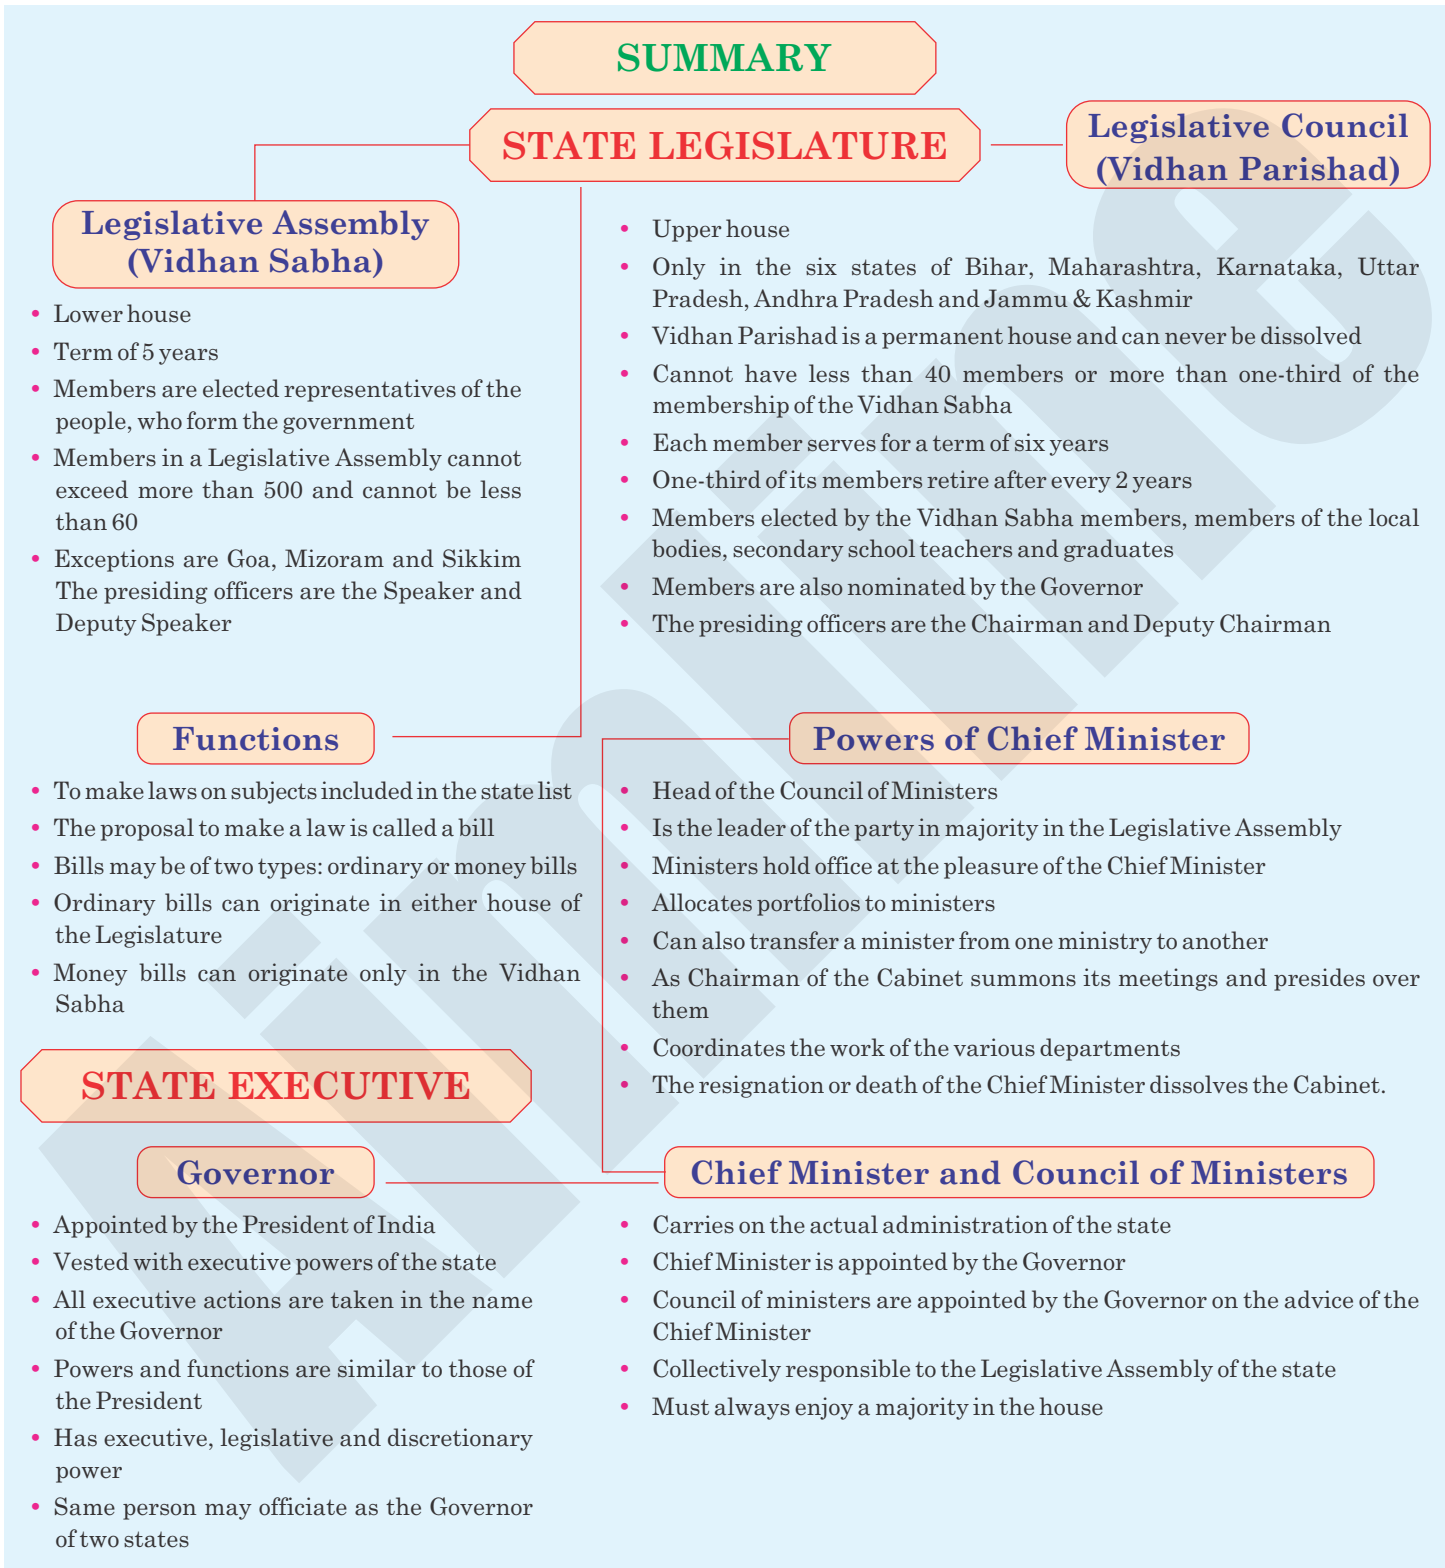 SUMMARY
STATE LEGISLATURE
Legislative Council
(Vidhan Parishad)
Legislative Assembly
(Vidhan Sabha)
• Lower house
• Term of 5 years
• Members are elected representatives of the
people, who form the government
• Members in a Legislative Assembly cannot
exceed more than 500 and cannot be less
than 60
• Exceptions are Goa, Mizoram and Sikkim
The presiding officers are the Speaker and
Deputy Speaker
• Upper house
• Only in the six states of Bihar, Maharashtra, Karnataka, Uttar
Pradesh, Andhra Pradesh and Jammu & Kashmir
• Vidhan Parishad is a permanent house and can never be dissolved
• Cannot have less than 40 members or more than one-third of the
membership of the Vidhan Sabha
• Each member serves for a term of six years
• One-third of its members retire after every 2 years
• Members elected by the Vidhan Sabha members, members of the local
bodies, secondary school teachers and graduates
• Members are also nominated by the Governor
• The presiding officers are the Chairman and Deputy Chairman
Functions
• To make laws on subjects included in the state list
• The proposal to make a law is called a bill
• Bills may be of two types: ordinary or money bills
• Ordinary bills can originate in either house of
the Legislature
• Money bills can originate only in the Vidhan
Sabha
Powers of Chief Minister
• Head of the Council of Ministers
• Is the leader of the party in majority in the Legislative Assembly
• Ministers hold office at the pleasure of the Chief Minister
• Allocates portfolios to ministers
• Can also transfer a minister from one ministry to another
• As Chairman of the Cabinet summons its meetings and presides over
them
• Coordinates the work of the various departments
• The resignation or death of the Chief Minister dissolves the Cabinet.
STATE EXECUTIVE
Governor
• Appointed by the President of India
• Vested with executive powers of the state
• All executive actions are taken in the name
of the Governor
• Powers and functions are similar to those of
the President
• Has executive, legislative and discretionary
power
• Same person may officiate as the Governor
of two states
Chief Minister and Council of Ministers
• Carries on the actual administration of the state
• Chief Minister is appointed by the Governor
• Council of ministers are appointed by the Governor on the advice of the
Chief Minister
• Collectively responsible to the Legislative Assembly of the state
• Must always enjoy a majority in the house
Aimline